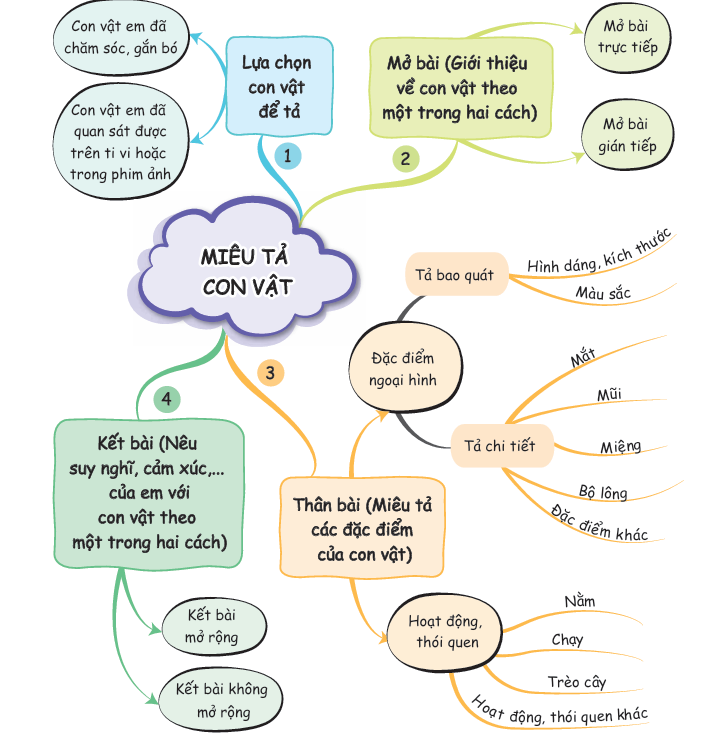 MIÊU TẢ
CON VẬT
1
Lựa chọn
con vật
để tả
Con vật em đã
chăm sóc, gắn bó
Con vật em đã
quan sát được
trên ti vi hoặc
trong phim ảnh
2
Mở bài (Giới thiệu
về con vật theo
một trong hai cách)
Mở bài
trực tiếp
Mở bài
gián tiếp
3
Thân bài (Miêu tả
các đặc điểm
của con vật)
Đặc điểm
ngoại hình
Tả bao quát
Hình dáng, kích thước
Màu sắc
Tả chi tiết
Mắt
Mũi
Miệng
Bộ lông
Đặc điểm khác
Hoạt động,
thói quen
Nằm
Chạy
Trèo cây
Hoạt động, thói quen khác
4
Kết bài (Nêu
suy nghĩ, cảm xúc,...
của em với
con vật theo
một trong hai cách)
Kết bài
mở rộng
Kết bài không
mở rộng